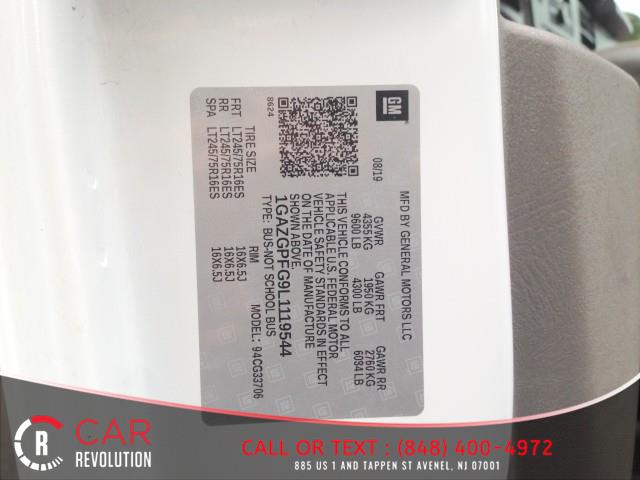 GM
MFD BY GENERAL MOTORS LLC
08/19
GVWR GAWR FRT GAWR RR
4355 KG 1950 KG 2760 KG
9600 LB 4300 LB 6084 LB
THIS VEHICLE CONFORMS TO ALL
APPLICABLE U.S. FEDERAL MOTOR
VEHICLE SAFETY STANDARDS IN EFFECT
ON THE DATE OF MANUFACTURE
SHOWN ABOVE.
1GAZGPFG9L1119544
TYPE: BUS-NOT SCHOOL BUS
MODEL: 94CG33706
8624
TIRE SIZE RIM
FRT LT245/75R16ES 16X6.5J
RR LT245/75R16ES 16X6.5J
SPA LT245/75R16ES 16X6.5J
R
CAR
REVOLUTION
CALL OR TEXT : (848) 400-4972
885 US 1 AND TAPPEN ST AVENEL, NJ 07001